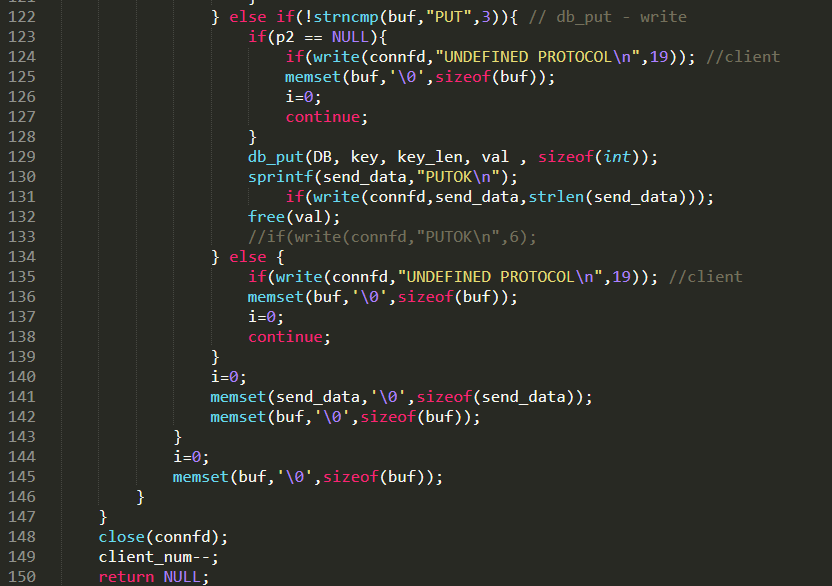 121 }
122 } else if(!strncmp(buf,"PUT",3)){ // db_put - write
123 if(p2 == NULL){
124 if(write(connfd,"UNDEFINED PROTOCOL\n",19)); //client
125 memset(buf,'\0',sizeof(buf));
126 i=0;
127 continue;
128 }
129 db_put(DB, key, key_len, val , sizeof(int));
130 sprintf(send_data,"PUTOK\n");
131 if(write(connfd,send_data,strlen(send_data)));
132 free(val);
133 //if(write(connfd,"PUTOK\n",6);
134 } else {
135 if(write(connfd,"UNDEFINED PROTOCOL\n",19)); //client
136 memset(buf,'\0',sizeof(buf));
137 i=0;
138 continue;
139 }
140 i=0;
141 memset(send_data,'\0',sizeof(send_data));
142 memset(buf,'\0',sizeof(buf));
143 }
144 i=0;
145 memset(buf,'\0',sizeof(buf));
146 }
147 }
148 close(connfd);
149 client_num--;
150 return NULL;